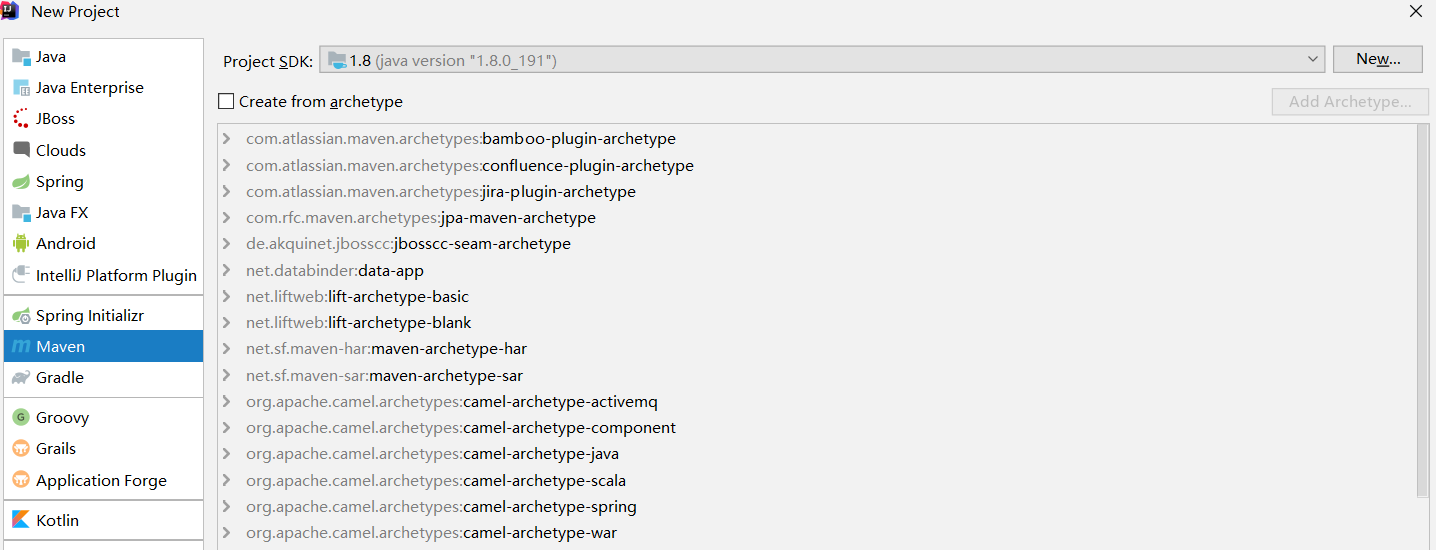 New Project
Java
Java Enterprise
JBoss
Clouds
Spring
Java FX
Android
IntelliJ Platform Plugin
Spring Initializr
Maven
Gradle
Groovy
Grails
Application Forge
Kotlin
Project SDK: 1.8 (java version "1.8.0_191") New...
Create from archetype Add Archetype...
com.atlassian.maven.archetypes:bamboo-plugin-archetype
com.atlassian.maven.archetypes:confluence-plugin-archetype
com.atlassian.maven.archetypes:jira-plugin-archetype
com.rfc.maven.archetypes:jpa-maven-archetype
de.akquinet.jbosscc:jbosscc-seam-archetype
net.databinder:data-app
net.liftweb:lift-archetype-basic
net.liftweb:lift-archetype-blank
net.sf.maven-har:maven-archetype-har
net.sf.maven-sar:maven-archetype-sar
org.apache.camel.archetypes:camel-archetype-activemq
org.apache.camel.archetypes:camel-archetype-component
org.apache.camel.archetypes:camel-archetype-java
org.apache.camel.archetypes:camel-archetype-scala
org.apache.camel.archetypes:camel-archetype-spring
org.apache.camel.archetypes:camel-archetype-war